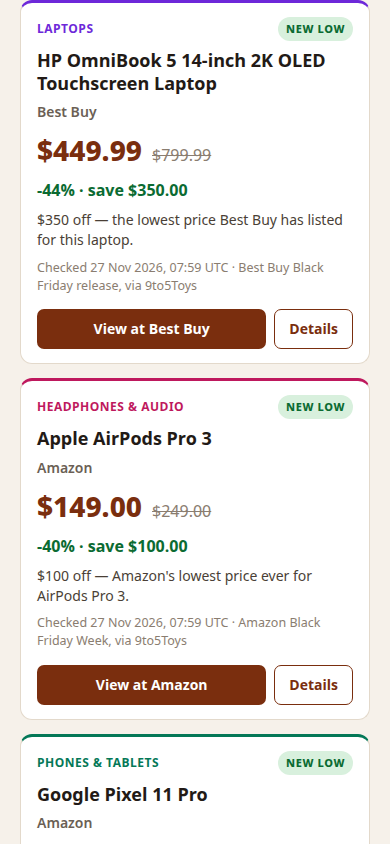 LAPTOPS
NEW LOW
HP OmniBook 5 14-inch 2K OLED
Touchscreen Laptop
Best Buy
$449.99 $799.99
-44% · save $350.00
$350 off — the lowest price Best Buy has listed
for this laptop.
Checked 27 Nov 2026, 07:59 UTC · Best Buy Black
Friday release, via 9to5Toys
View at Best Buy
Details
HEADPHONES & AUDIO
NEW LOW
Apple AirPods Pro 3
Amazon
$149.00 $249.00
-40% · save $100.00
$100 off — Amazon's lowest price ever for
AirPods Pro 3.
Checked 27 Nov 2026, 07:59 UTC · Amazon Black
Friday Week, via 9to5Toys
View at Amazon
Details
PHONES & TABLETS
NEW LOW
Google Pixel 11 Pro
Amazon